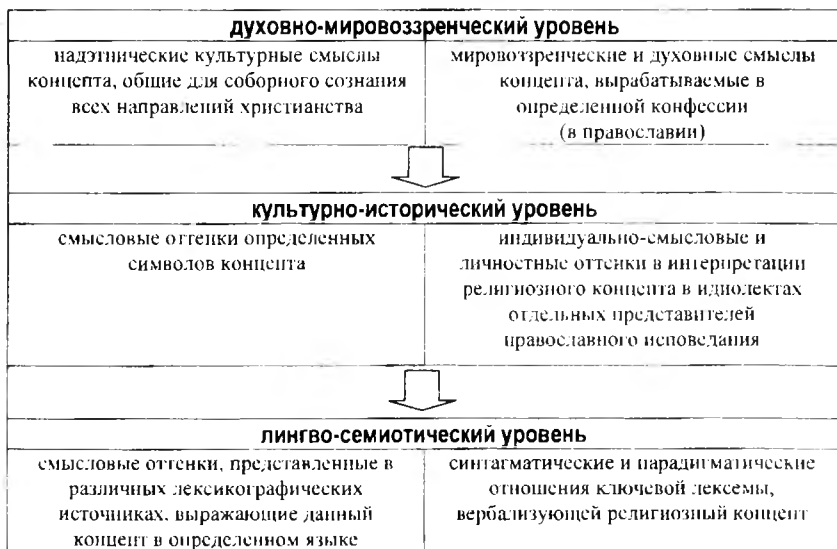 духовно-мировоззренческий уровень
надэтнические культурные смыслы
концепта, общие для соборного сознания
всех направлений христианства
мировоззренческие и духовные смыслы
концепта, вырабатываемые в
определенной конфессии
(в православии)
культурно-исторический уровень
смысловые оттенки определенных
символов концепта
индивидуально-смысловые и
личностные оттенки в интерпретации
религиозного концепта в идиолектах
отдельных представителей
православного исповедания
лингво-семиотический уровень
смысловые оттенки, представленные в
различных лексикографических
источниках, выражающие данный
концепт в определенном языке
синтагматические и парадигматические
отношения ключевой лексемы,
вербализующей религиозный концепт